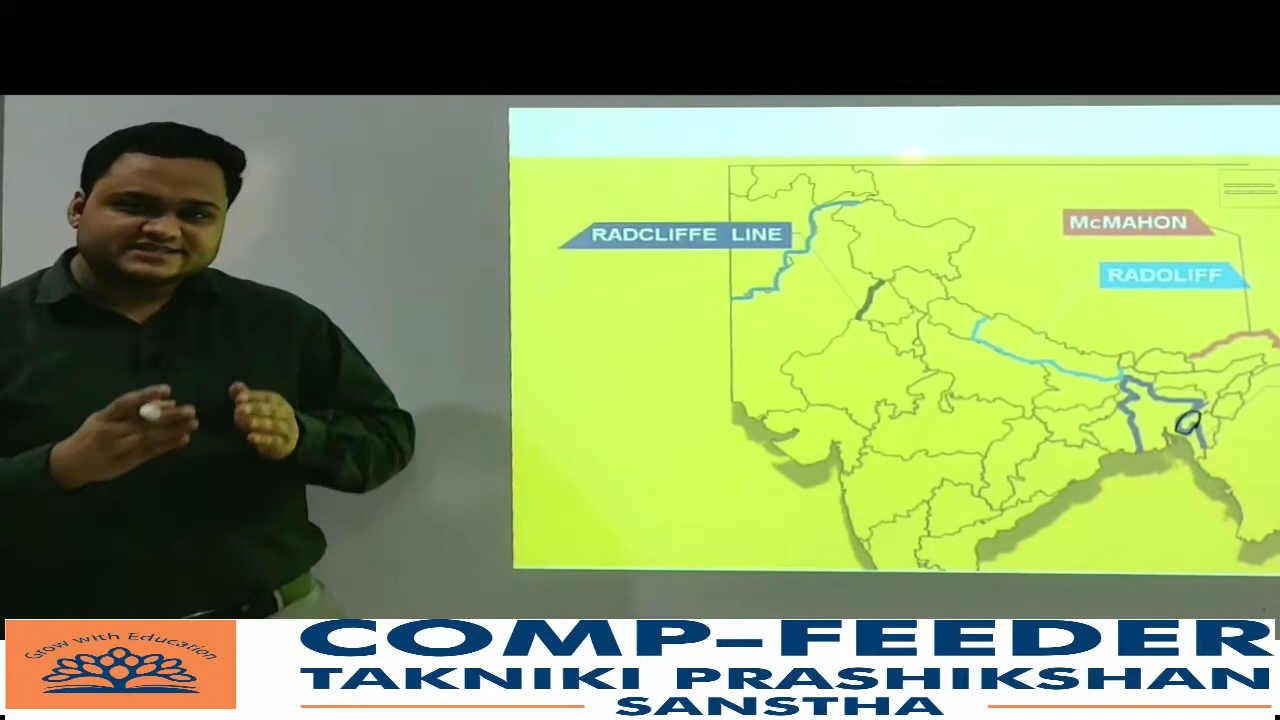 RADCLIFFE LINE
McMAHON
RADOLIFF
Grow with Education
COMP-FEEDER
TAKNIKI PRASHIKSHAN
SANSTHA